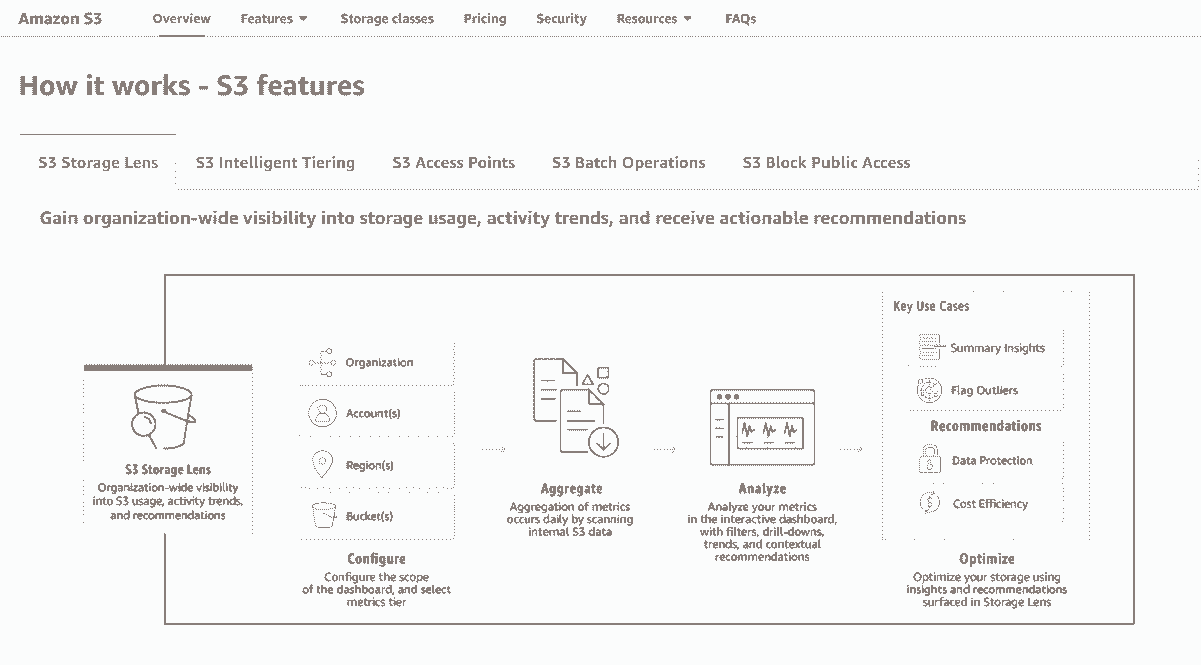 Amazon S3
Overview
Features
Storage classes
Pricing
Security
Resources
FAQs
How it works - S3 features
S3 Storage Lens
S3 Intelligent Tiering
S3 Access Points
S3 Batch Operations
S3 Block Public Access
Gain organization-wide visibility into storage usage, activity trends, and receive actionable recommendations
S3 Storage Lens
Organization-wide visibility
into S3 usage, activity trends,
and recommendations
Organization
Account(s)
Region(s)
Bucket(s)
Configure
Configure the scope
of the dashboard, and select
metrics tier
Aggregate
Aggregation of metrics
occurs daily by scanning
internal S3 data
Analyze
Analyze your metrics
in the interactive dashboard,
with filters, drill-downs,
trends, and contextual
recommendations
Key Use Cases
Summary Insights
Flag Outliers
Recommendations
Data Protection
Cost Efficiency
Optimize
Optimize your storage using
insights and recommendations
surfaced in Storage Lens